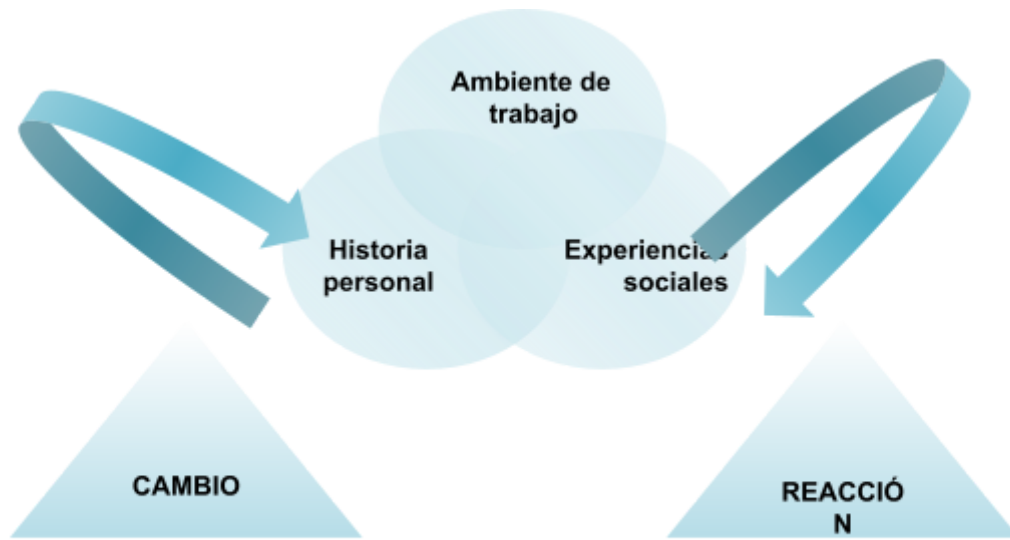 Ambiente de
trabajo
Historia
personal
Experiencias
sociales
CAMBIO
REACCIÓ
N